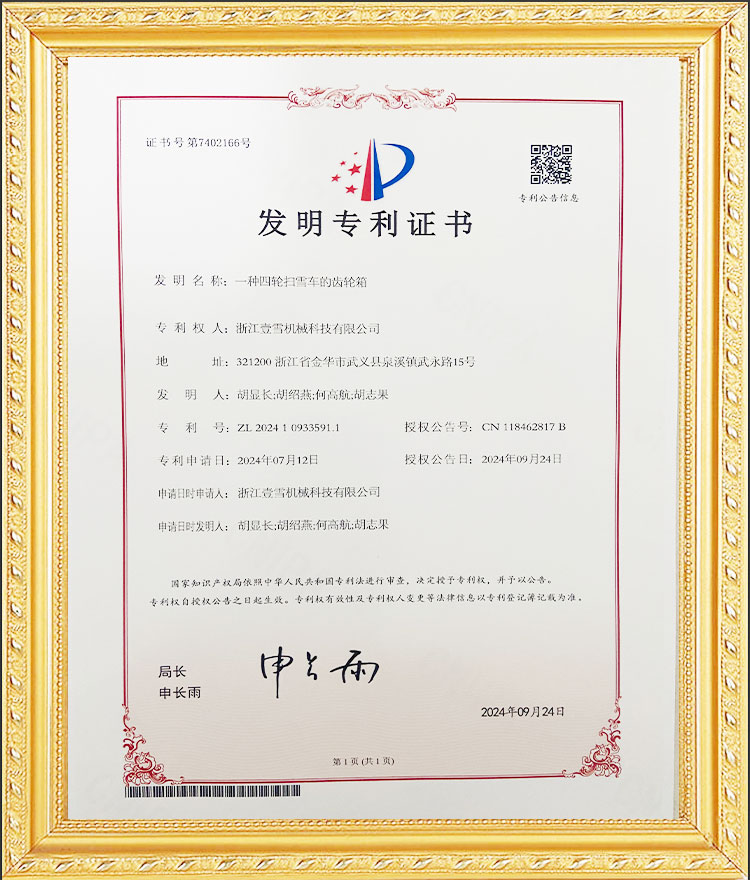 证书号第7402166号
专利公告信息
发明专利证书
发明名称：一种四轮扫雪车的齿轮箱
专利权人：浙江壹雪机械科技有限公司
地址：321200 浙江省金华市武义县泉溪镇武永路15号
发明人：胡显长;胡绍燕;何高航;胡志果
专利号：ZL 2024 1 0933591.1 授权公告号：CN 118462817 B
专利申请日：2024年07月12日 授权公告日：2024年09月24日
申请日时申请人：浙江壹雪机械科技有限公司
申请日时发明人：胡显长;胡绍燕;何高航;胡志果
国家知识产权局依照中华人民共和国专利法进行审查，决定授予专利权，并予以公告。
专利权自授权公告之日起生效。专利权有效性及专利权人变更等法律信息以专利登记簿记载为准。
局长
申长雨
申长雨
2024年09月24日
第1页(共1页)